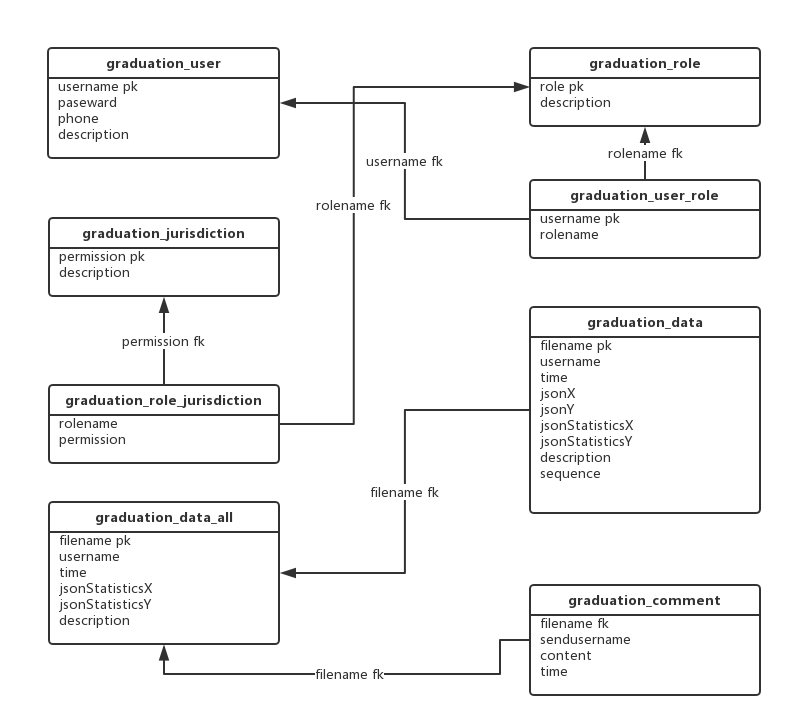 graduation_user
username pk
paseward
phone
description
graduation_role
role pk
description
username fk
rolename fk
rolename fk
graduation_user_role
username pk
rolename
graduation_jurisdiction
permission pk
description
permission fk
graduation_role_jurisdiction
rolename
permission
graduation_data
filename pk
username
time
jsonX
jsonY
jsonStatisticsX
jsonStatisticsY
description
sequence
filename fk
graduation_data_all
filename pk
username
time
jsonStatisticsX
jsonStatisticsY
description
graduation_comment
filename fk
sendusername
content
time
filename fk